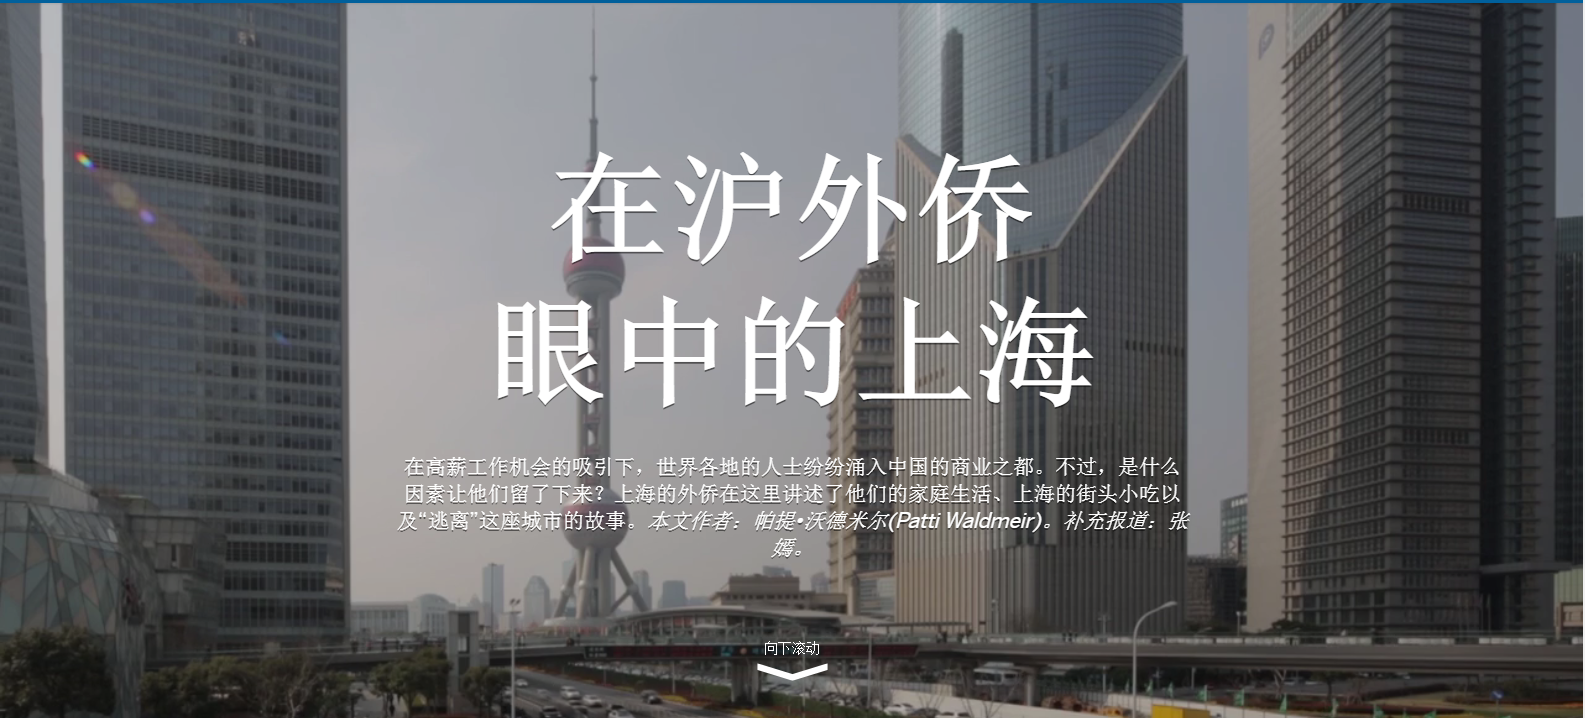 在沪外侨
眼中的上海
在高薪工作机会的吸引下，世界各地的人士纷纷涌入中国的商业之都。不过，是什么
因素让他们留了下来？上海的外侨在这里讲述了他们的家庭生活、上海的街头小吃以
及“逃离”这座城市的故事。本文作者：帕提•沃德米尔(Patti Waldmeir)。补充报道：张
嫣。
向下滚动